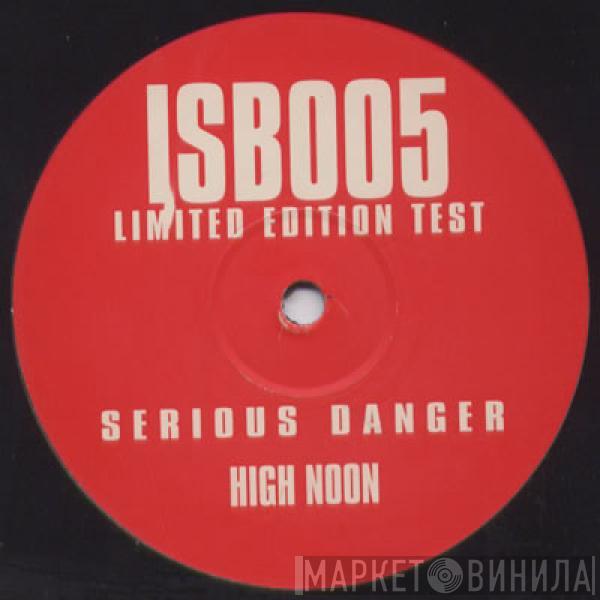 JSB005
LIMITED EDITION TEST
SERIOUS DANGER
HIGH NOON
МАРКЕТ ВИНИЛА